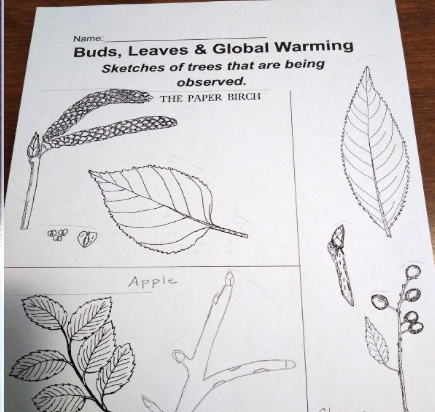 Name:
Buds, Leaves & Global Warming
Sketches of trees that are being
observed.
THE PAPER BIRCH
Apple